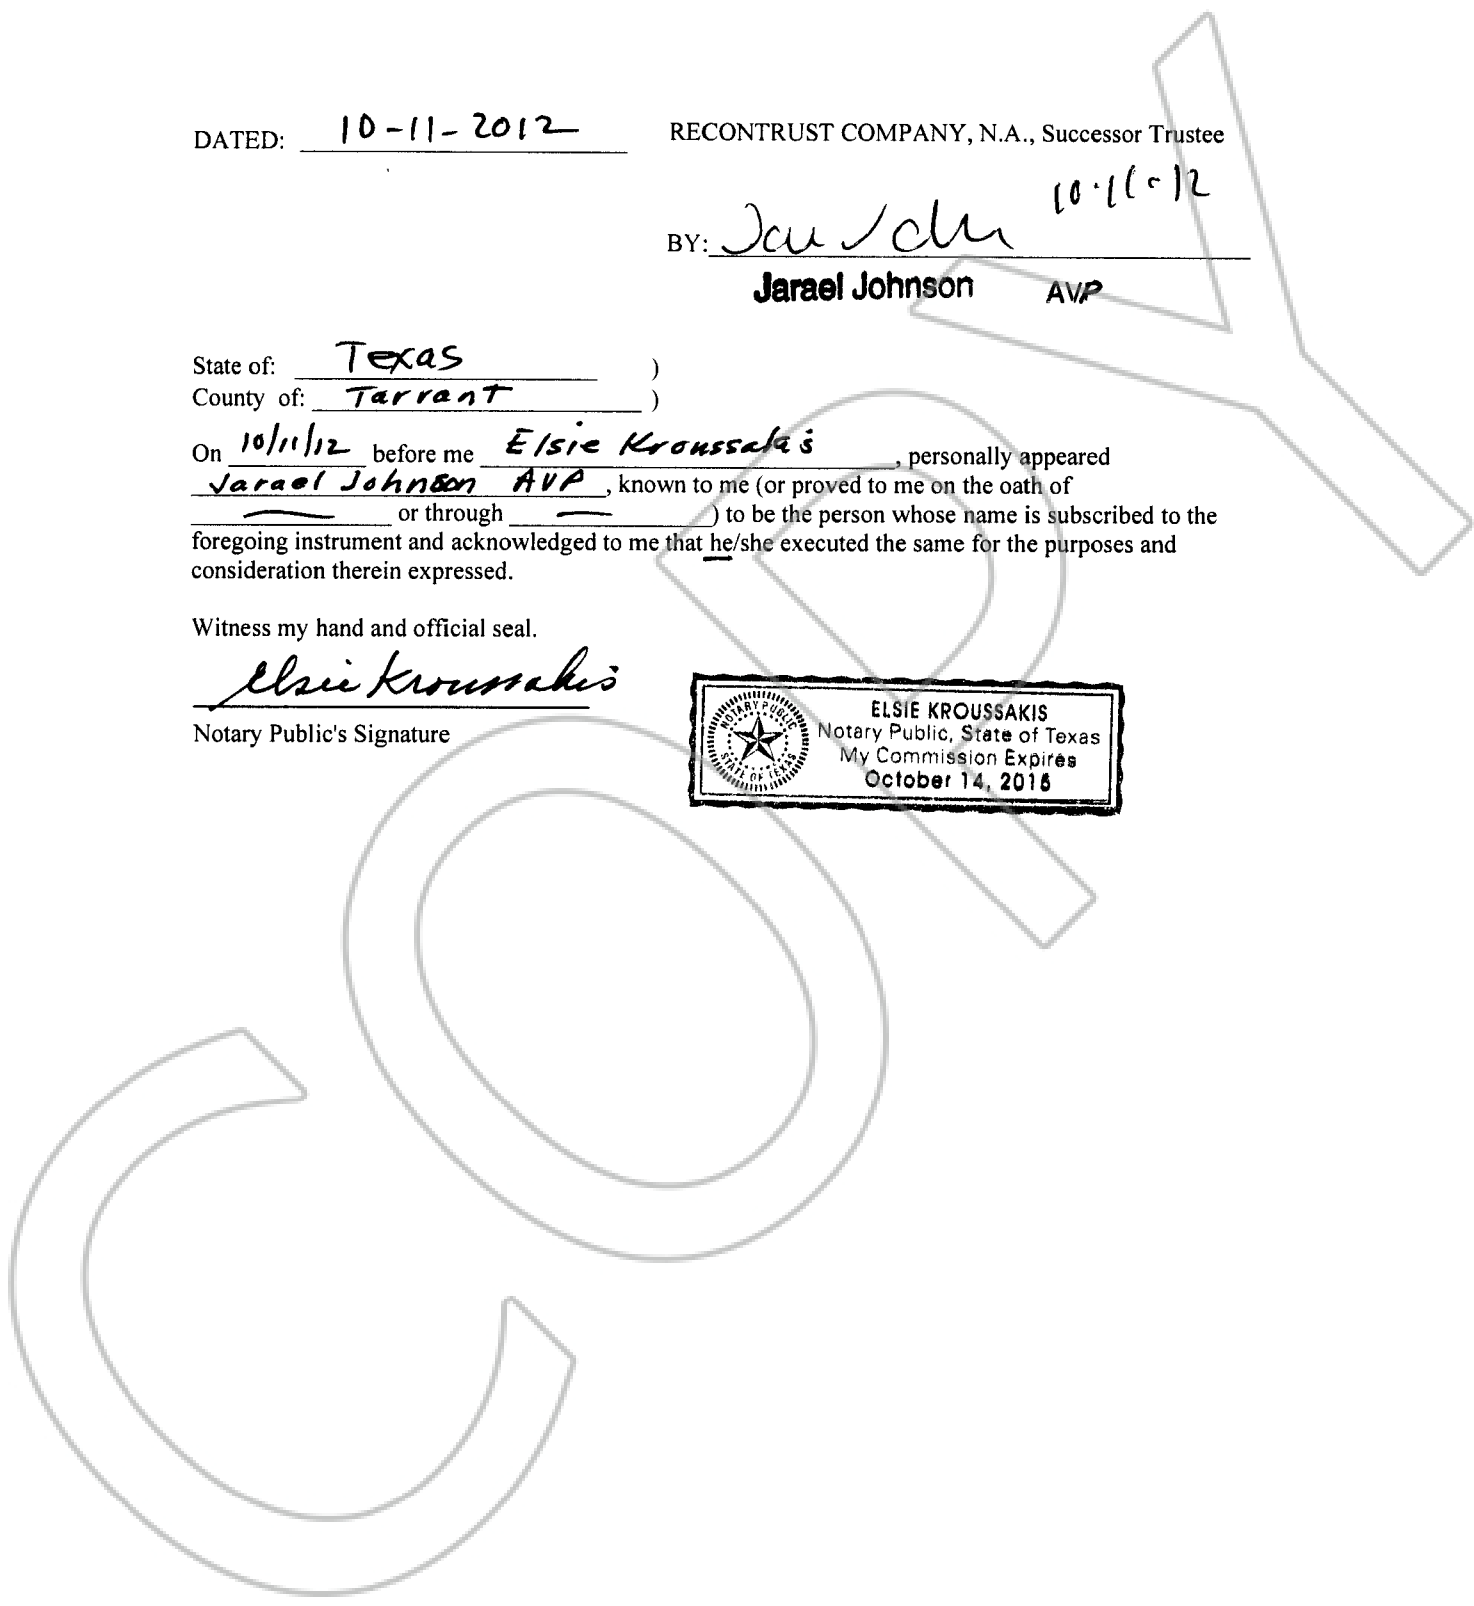 DATED: 10-11-2012 RECONTRUST COMPANY, N.A., Successor Trustee
10-11-12
BY:
Jarael Johnson AVP
State of: Texas )
County of: Tarrant )
On 10/11/12 before me Elsie Kroussakis, personally appeared
Jarael Johnson AVP, known to me (or proved to me on the oath of
— or through —) to be the person whose name is subscribed to the
foregoing instrument and acknowledged to me that he/she executed the same for the purposes and
consideration therein expressed.
Witness my hand and official seal.
Elsie Kroussakis
Notary Public's Signature
NOTARY PUBLIC
STATE OF TEXAS
ELSIE KROUSSAKIS
Notary Public, State of Texas
My Commission Expires
October 14, 2015
COPY